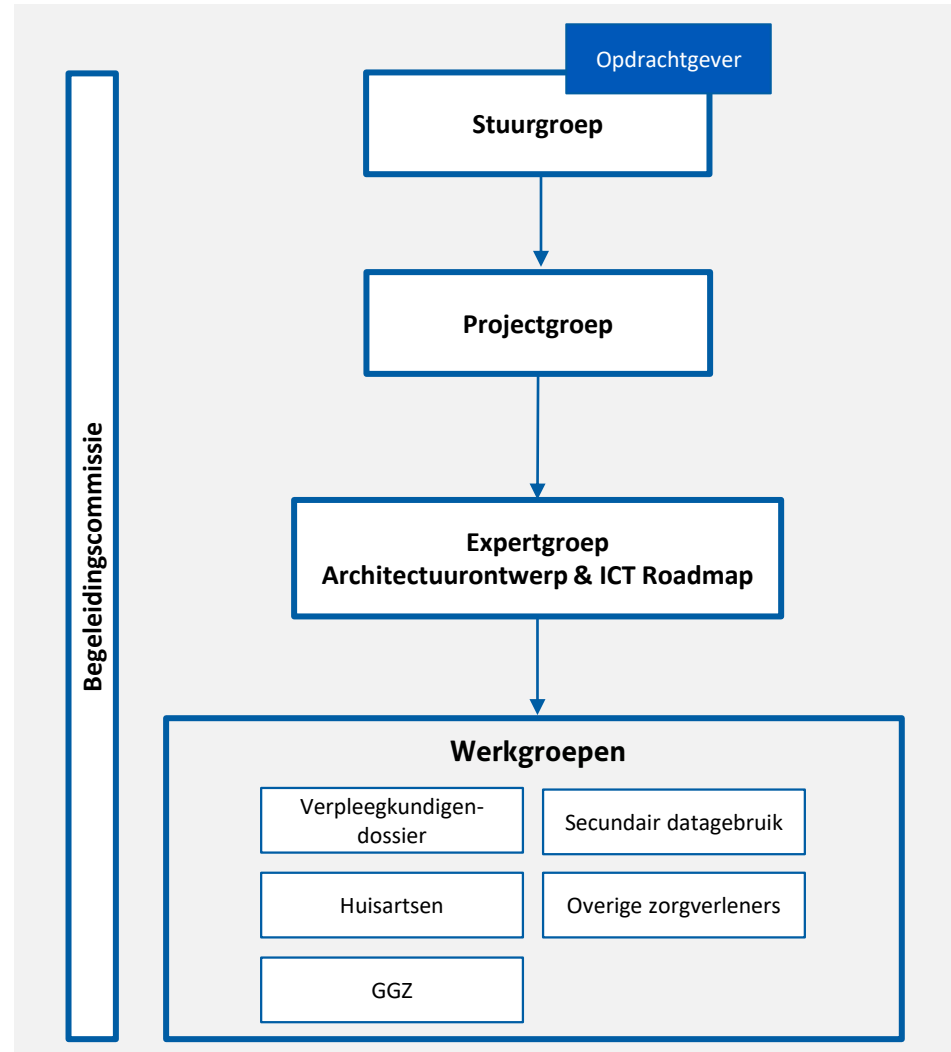 Opdrachtgever
Stuurgroep
Projectgroep
Begeleidingscommissie
Expertgroep
Architectuurontwerp & ICT Roadmap
Werkgroepen
Verpleegkundigen-
dossier
Secundair datagebruik
Huisartsen
Overige zorgverleners
GGZ